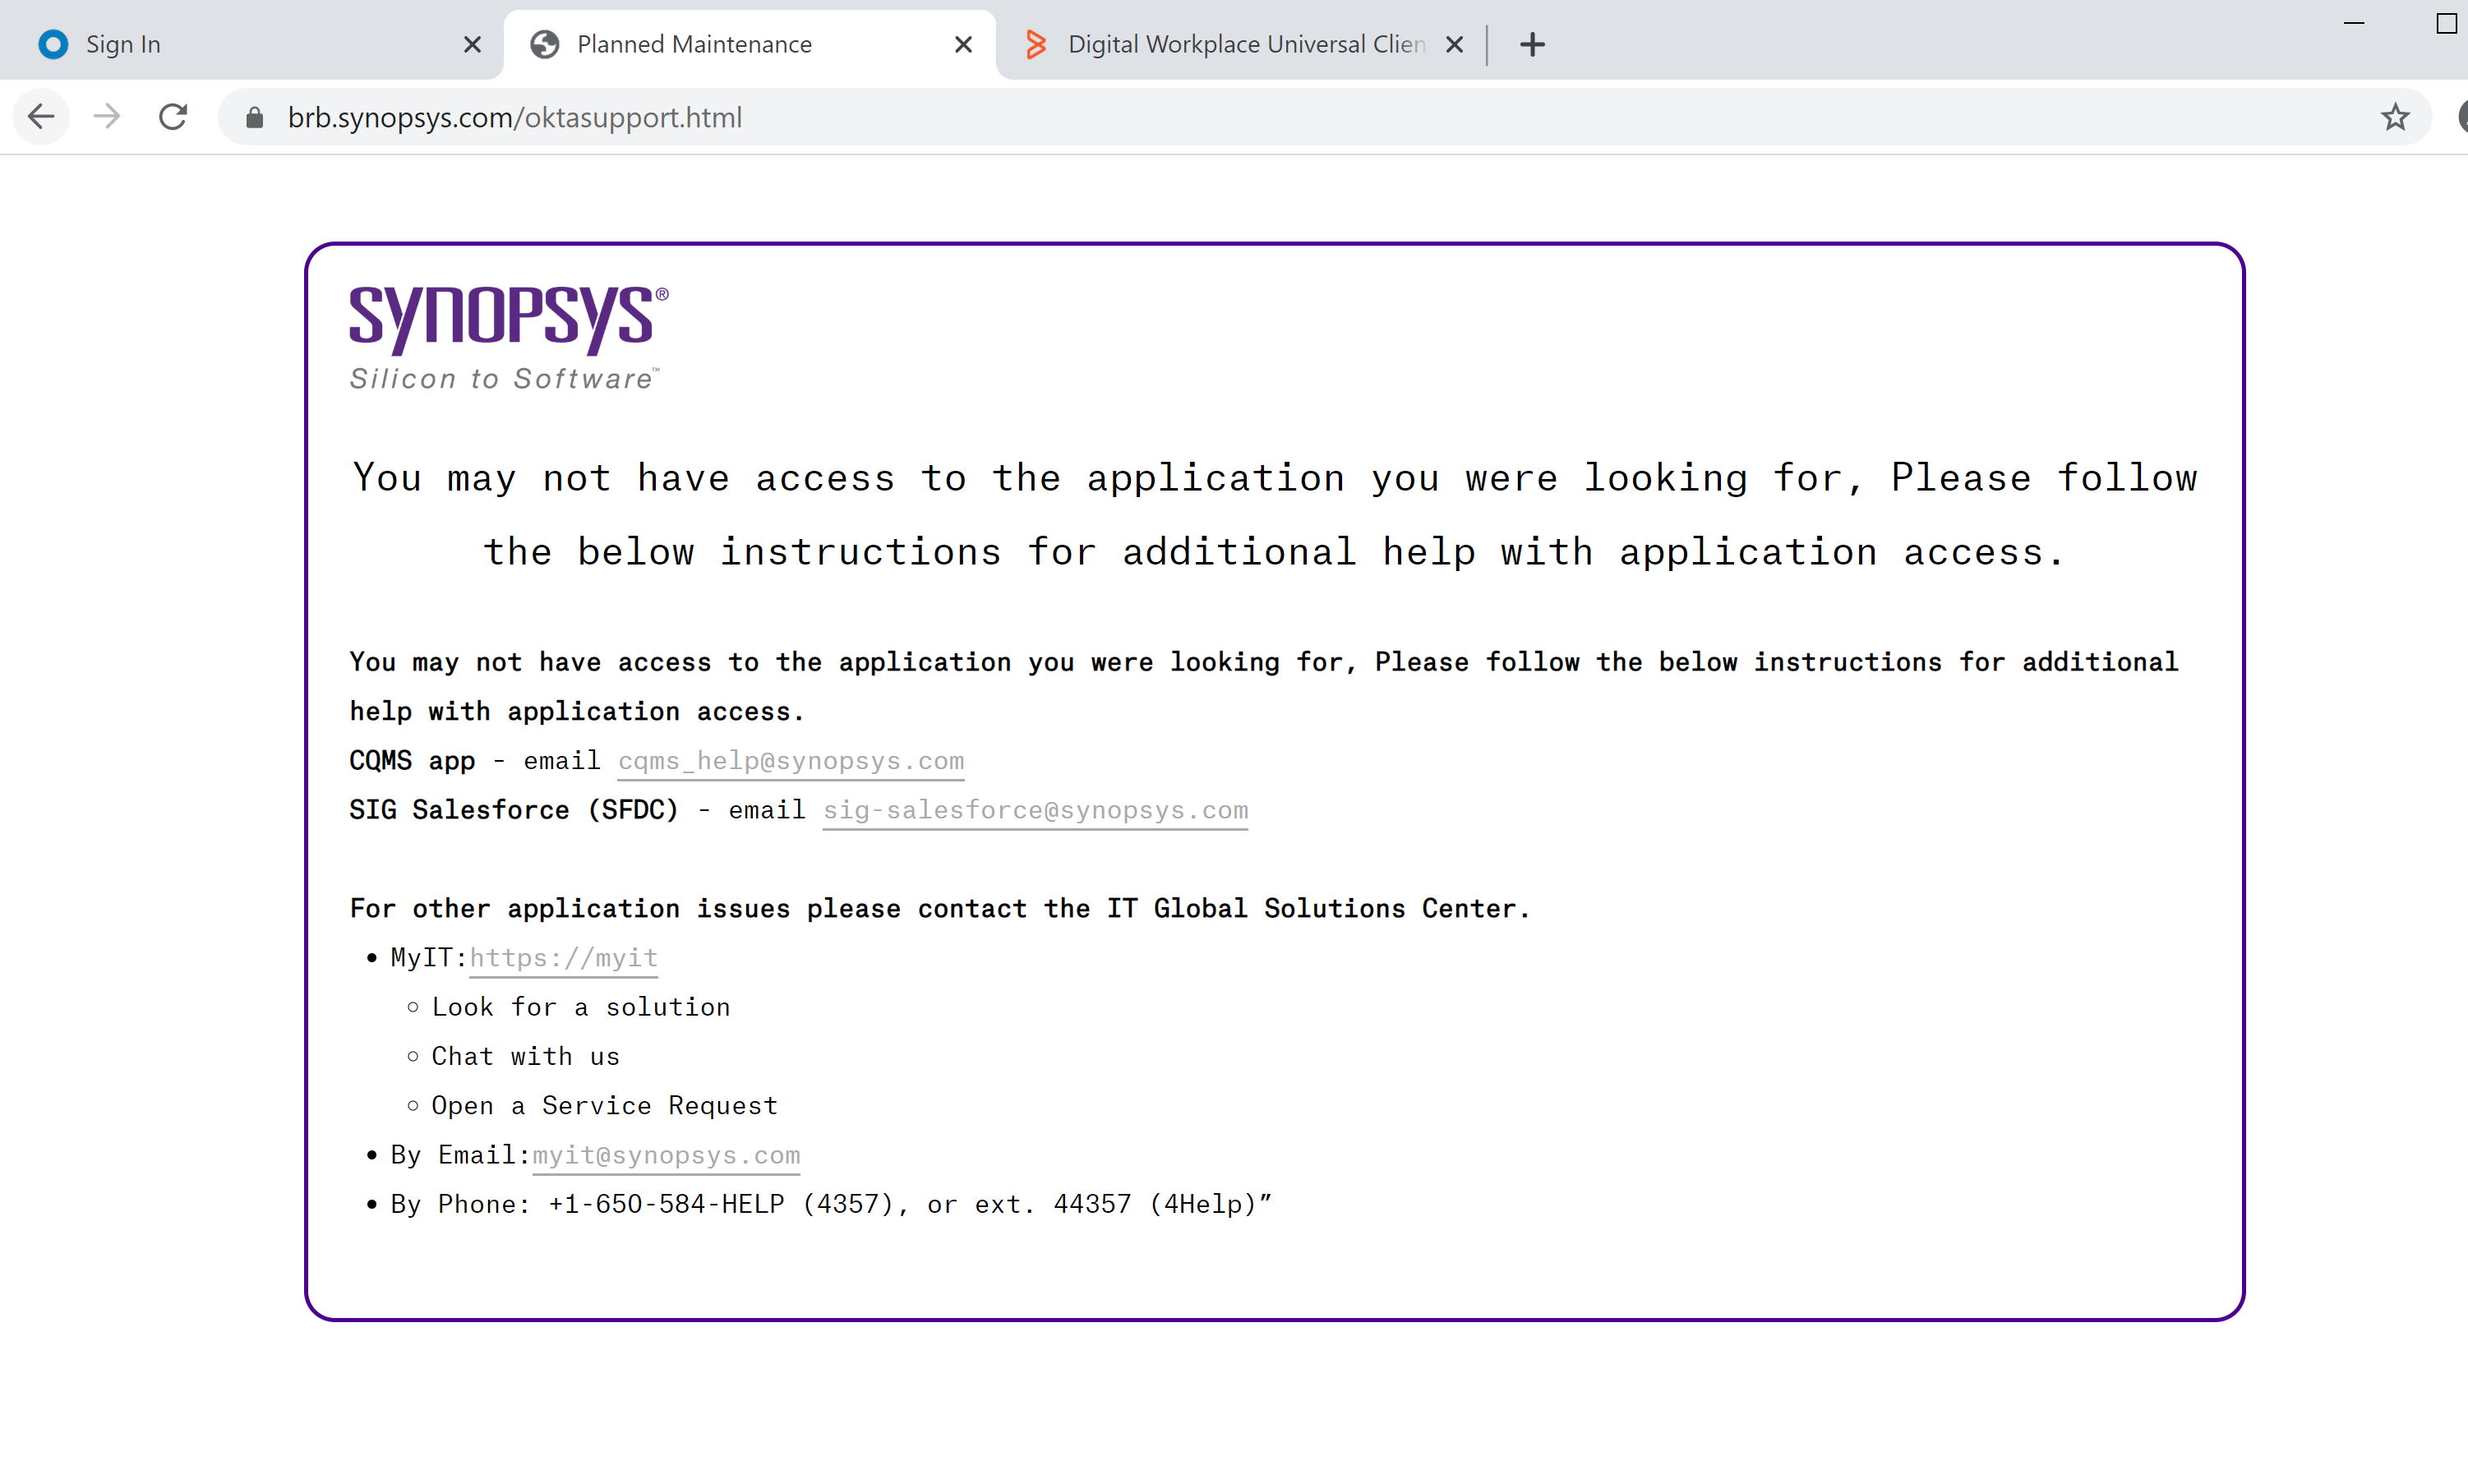 Sign In
Planned Maintenance
Digital Workplace Universal Clien
brb.synopsys.com/oktasupport.html
SYNOPSYS®
Silicon to Software™
You may not have access to the application you were looking for, Please follow
the below instructions for additional help with application access.
You may not have access to the application you were looking for, Please follow the below instructions for additional
help with application access.
CQMS app - email cqms_help@synopsys.com
SIG Salesforce (SFDC) - email sig-salesforce@synopsys.com
For other application issues please contact the IT Global Solutions Center.
MyIT:https://myit
Look for a solution
Chat with us
Open a Service Request
By Email:myit@synopsys.com
By Phone: +1-650-584-HELP (4357), or ext. 44357 (4Help)”